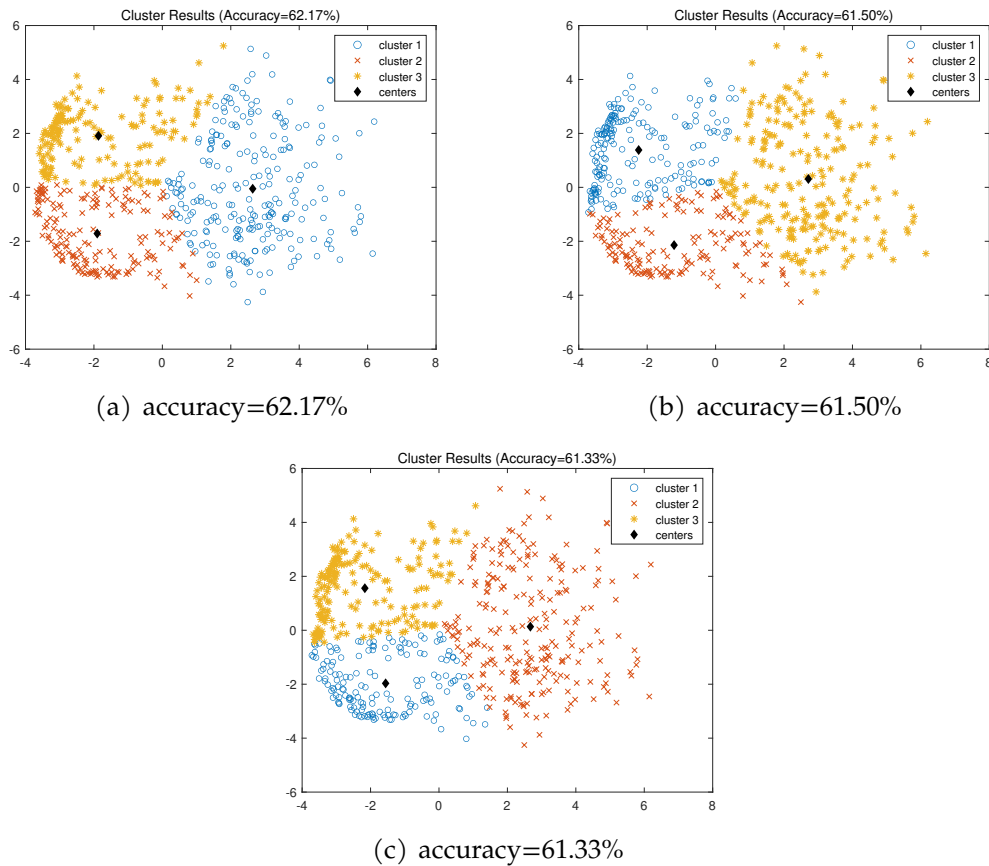 Cluster Results (Accuracy=62.17%)
6
4
2
0
-2
-4
-6
-4 -2 0 2 4 6 8
cluster 1
cluster 2
cluster 3
centers
(a) accuracy=62.17%
Cluster Results (Accuracy=61.50%)
6
4
2
0
-2
-4
-6
-4 -2 0 2 4 6 8
cluster 1
cluster 2
cluster 3
centers
(b) accuracy=61.50%
Cluster Results (Accuracy=61.33%)
6
4
2
0
-2
-4
-6
-4 -2 0 2 4 6 8
cluster 1
cluster 2
cluster 3
centers
(c) accuracy=61.33%